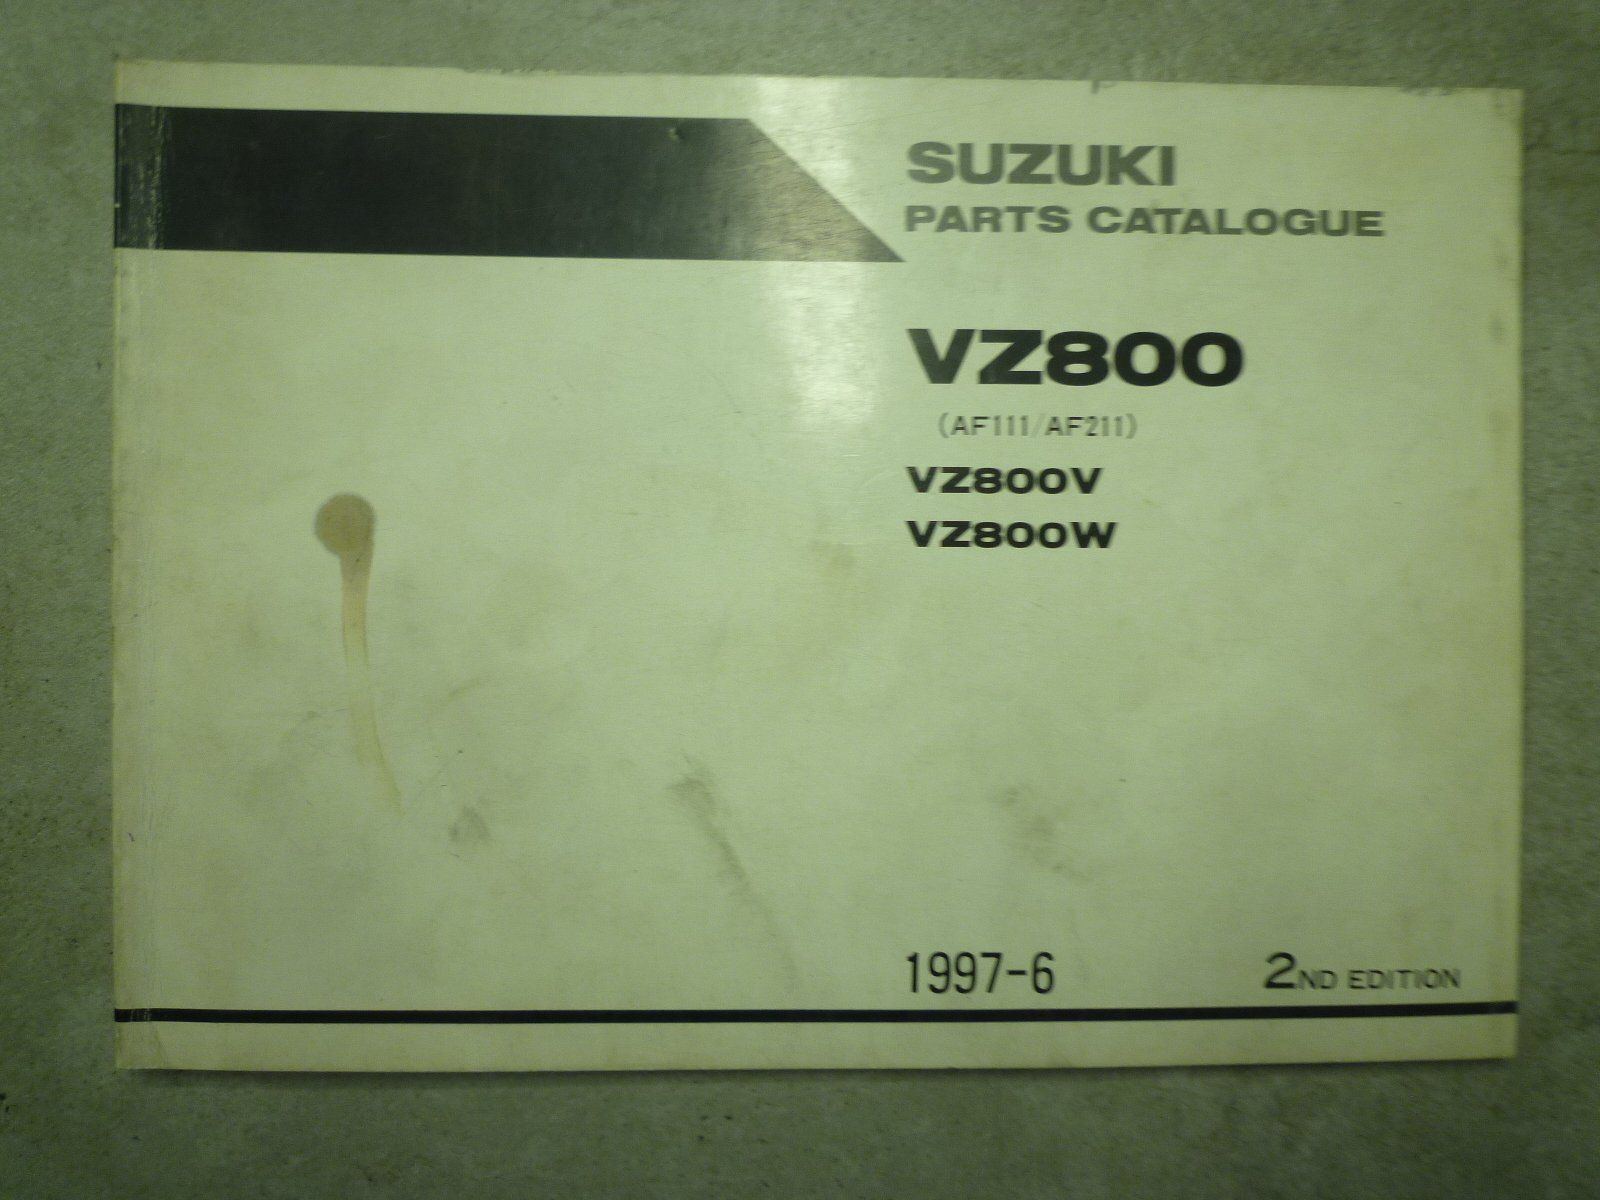 SUZUKI
PARTS CATALOGUE
VZ800
(AF111/AF211)
VZ800V
VZ800W
1997-6
2ND EDITION